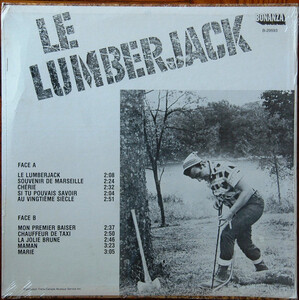 LE
LUMBERJACK
BONANZA
FACE A
LE LUMBERJACK 2:08
SOUVENIR DE MARSEILLE 2:24
CHÉRIE 2:32
SI TU POUVAIS SAVOIR 2:04
AU VINGTIÈME SIÈCLE 2:51
FACE B
MON PREMIER BAISER 2:37
CHAUFFEUR DE TAXI 2:50
LA JOLIE BRUNE 2:46
MAMAN 2:23
MARIE 3:05